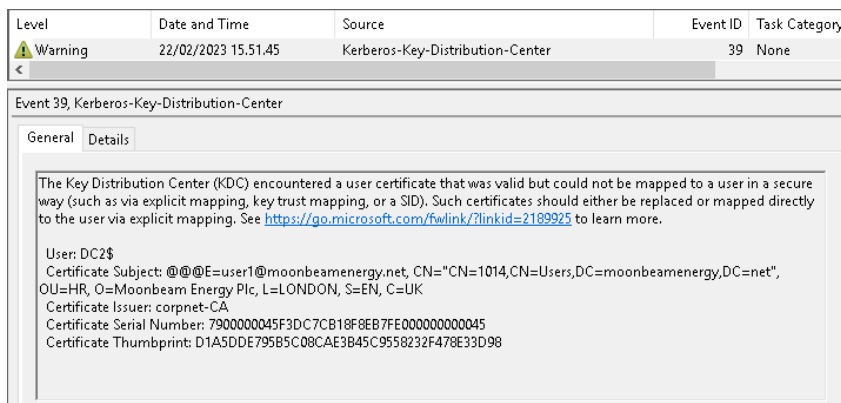 Level Date and Time Source Event ID Task Category
Warning 22/02/2023 15.51.45 Kerberos-Key-Distribution-Center 39 None
Event 39, Kerberos-Key-Distribution-Center
General Details
The Key Distribution Center (KDC) encountered a user certificate that was valid but could not be mapped to a user in a secure
way (such as via explicit mapping, key trust mapping, or a SID). Such certificates should either be replaced or mapped directly
to the user via explicit mapping. See https://go.microsoft.com/fwlink/?linkid=2189925 to learn more.
User: DC2$
Certificate Subject: @@@E=user1@moonbeamenergy.net, CN="CN=1014,CN=Users,DC=moonbeamenergy,DC=net",
OU=HR, O=Moonbeam Energy Plc, L=LONDON, S=EN, C=UK
Certificate Issuer: corpnet-CA
Certificate Serial Number: 7900000045F3DC7CB18F8EB7FE000000000045
Certificate Thumbprint: D1A5DDE795B5C08CAE3B45C9558232F478E33D98